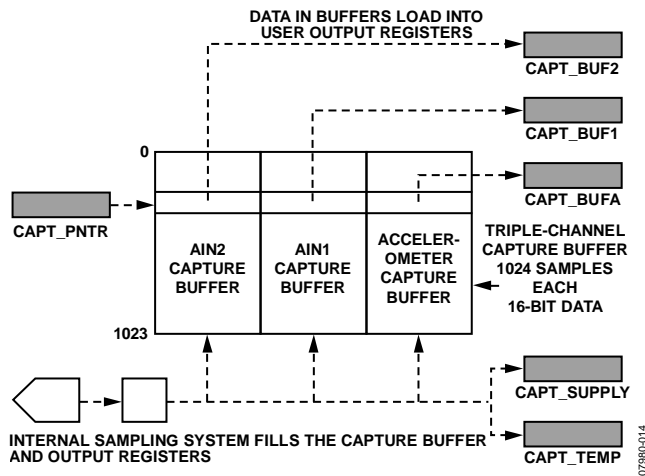 DATA IN BUFFERS LOAD INTO
USER OUTPUT REGISTERS
CAPT_BUF2
CAPT_BUF1
0
CAPT_BUFA
CAPT_PNTR
AIN2
CAPTURE
BUFFER
AIN1
CAPTURE
BUFFER
ACCELER-
OMETER
CAPTURE
BUFFER
TRIPLE-CHANNEL
CAPTURE BUFFER
1024 SAMPLES
EACH
16-BIT DATA
1023
CAPT_SUPPLY
INTERNAL SAMPLING SYSTEM FILLS THE CAPTURE BUFFER
AND OUTPUT REGISTERS
CAPT_TEMP
07980-014